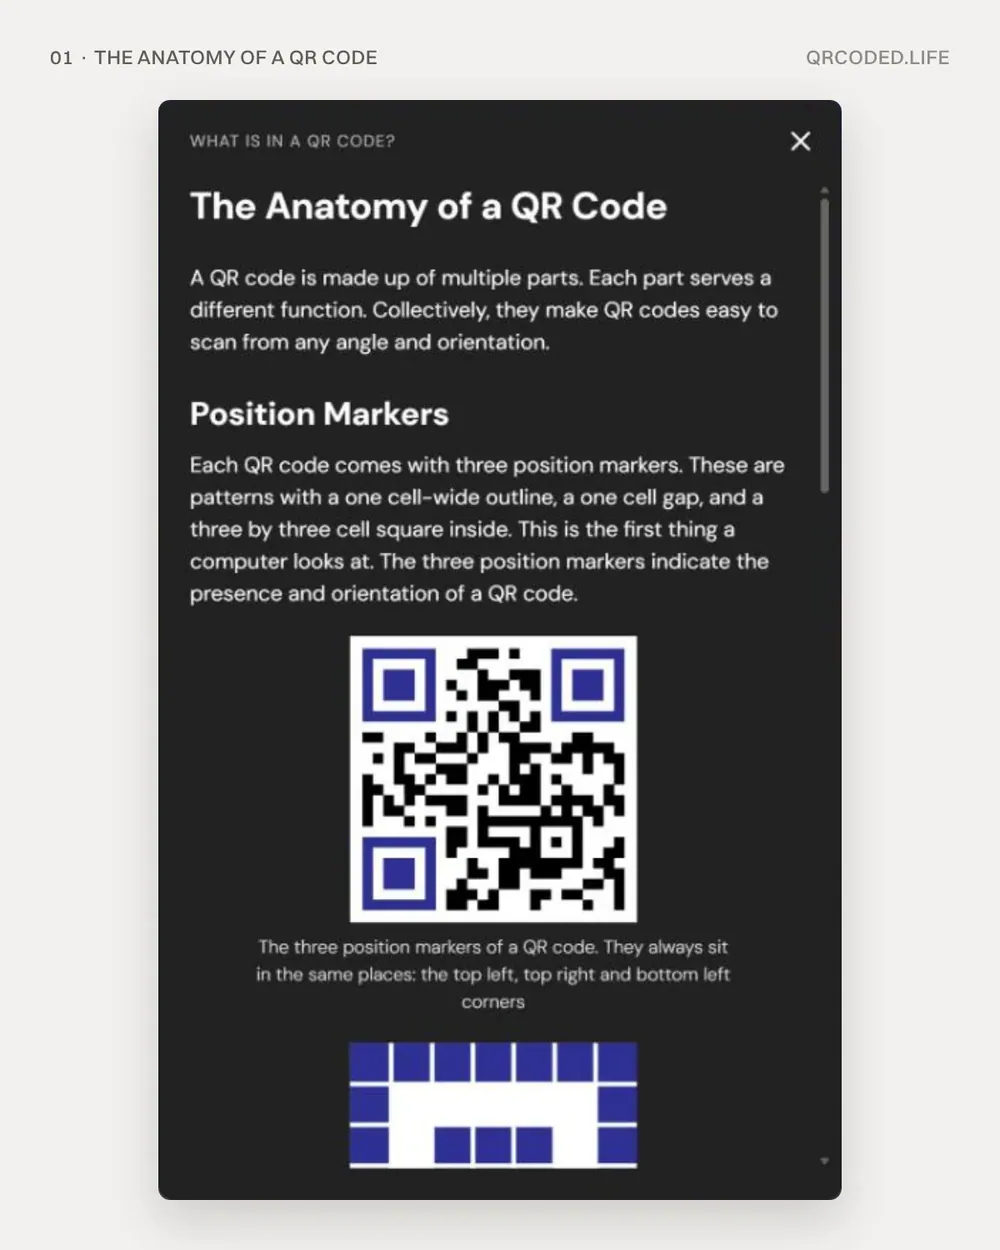 01 · THE ANATOMY OF A QR CODE
QRCODED.LIFE
WHAT IS IN A QR CODE?
The Anatomy of a QR Code
A QR code is made up of multiple parts. Each part serves a
different function. Collectively, they make QR codes easy to
scan from any angle and orientation.
Position Markers
Each QR code comes with three position markers. These are
patterns with a one cell-wide outline, a one cell gap, and a
three by three cell square inside. This is the first thing a
computer looks at. The three position markers indicate the
presence and orientation of a QR code.
The three position markers of a QR code. They always sit
in the same places: the top left, top right and bottom left
corners